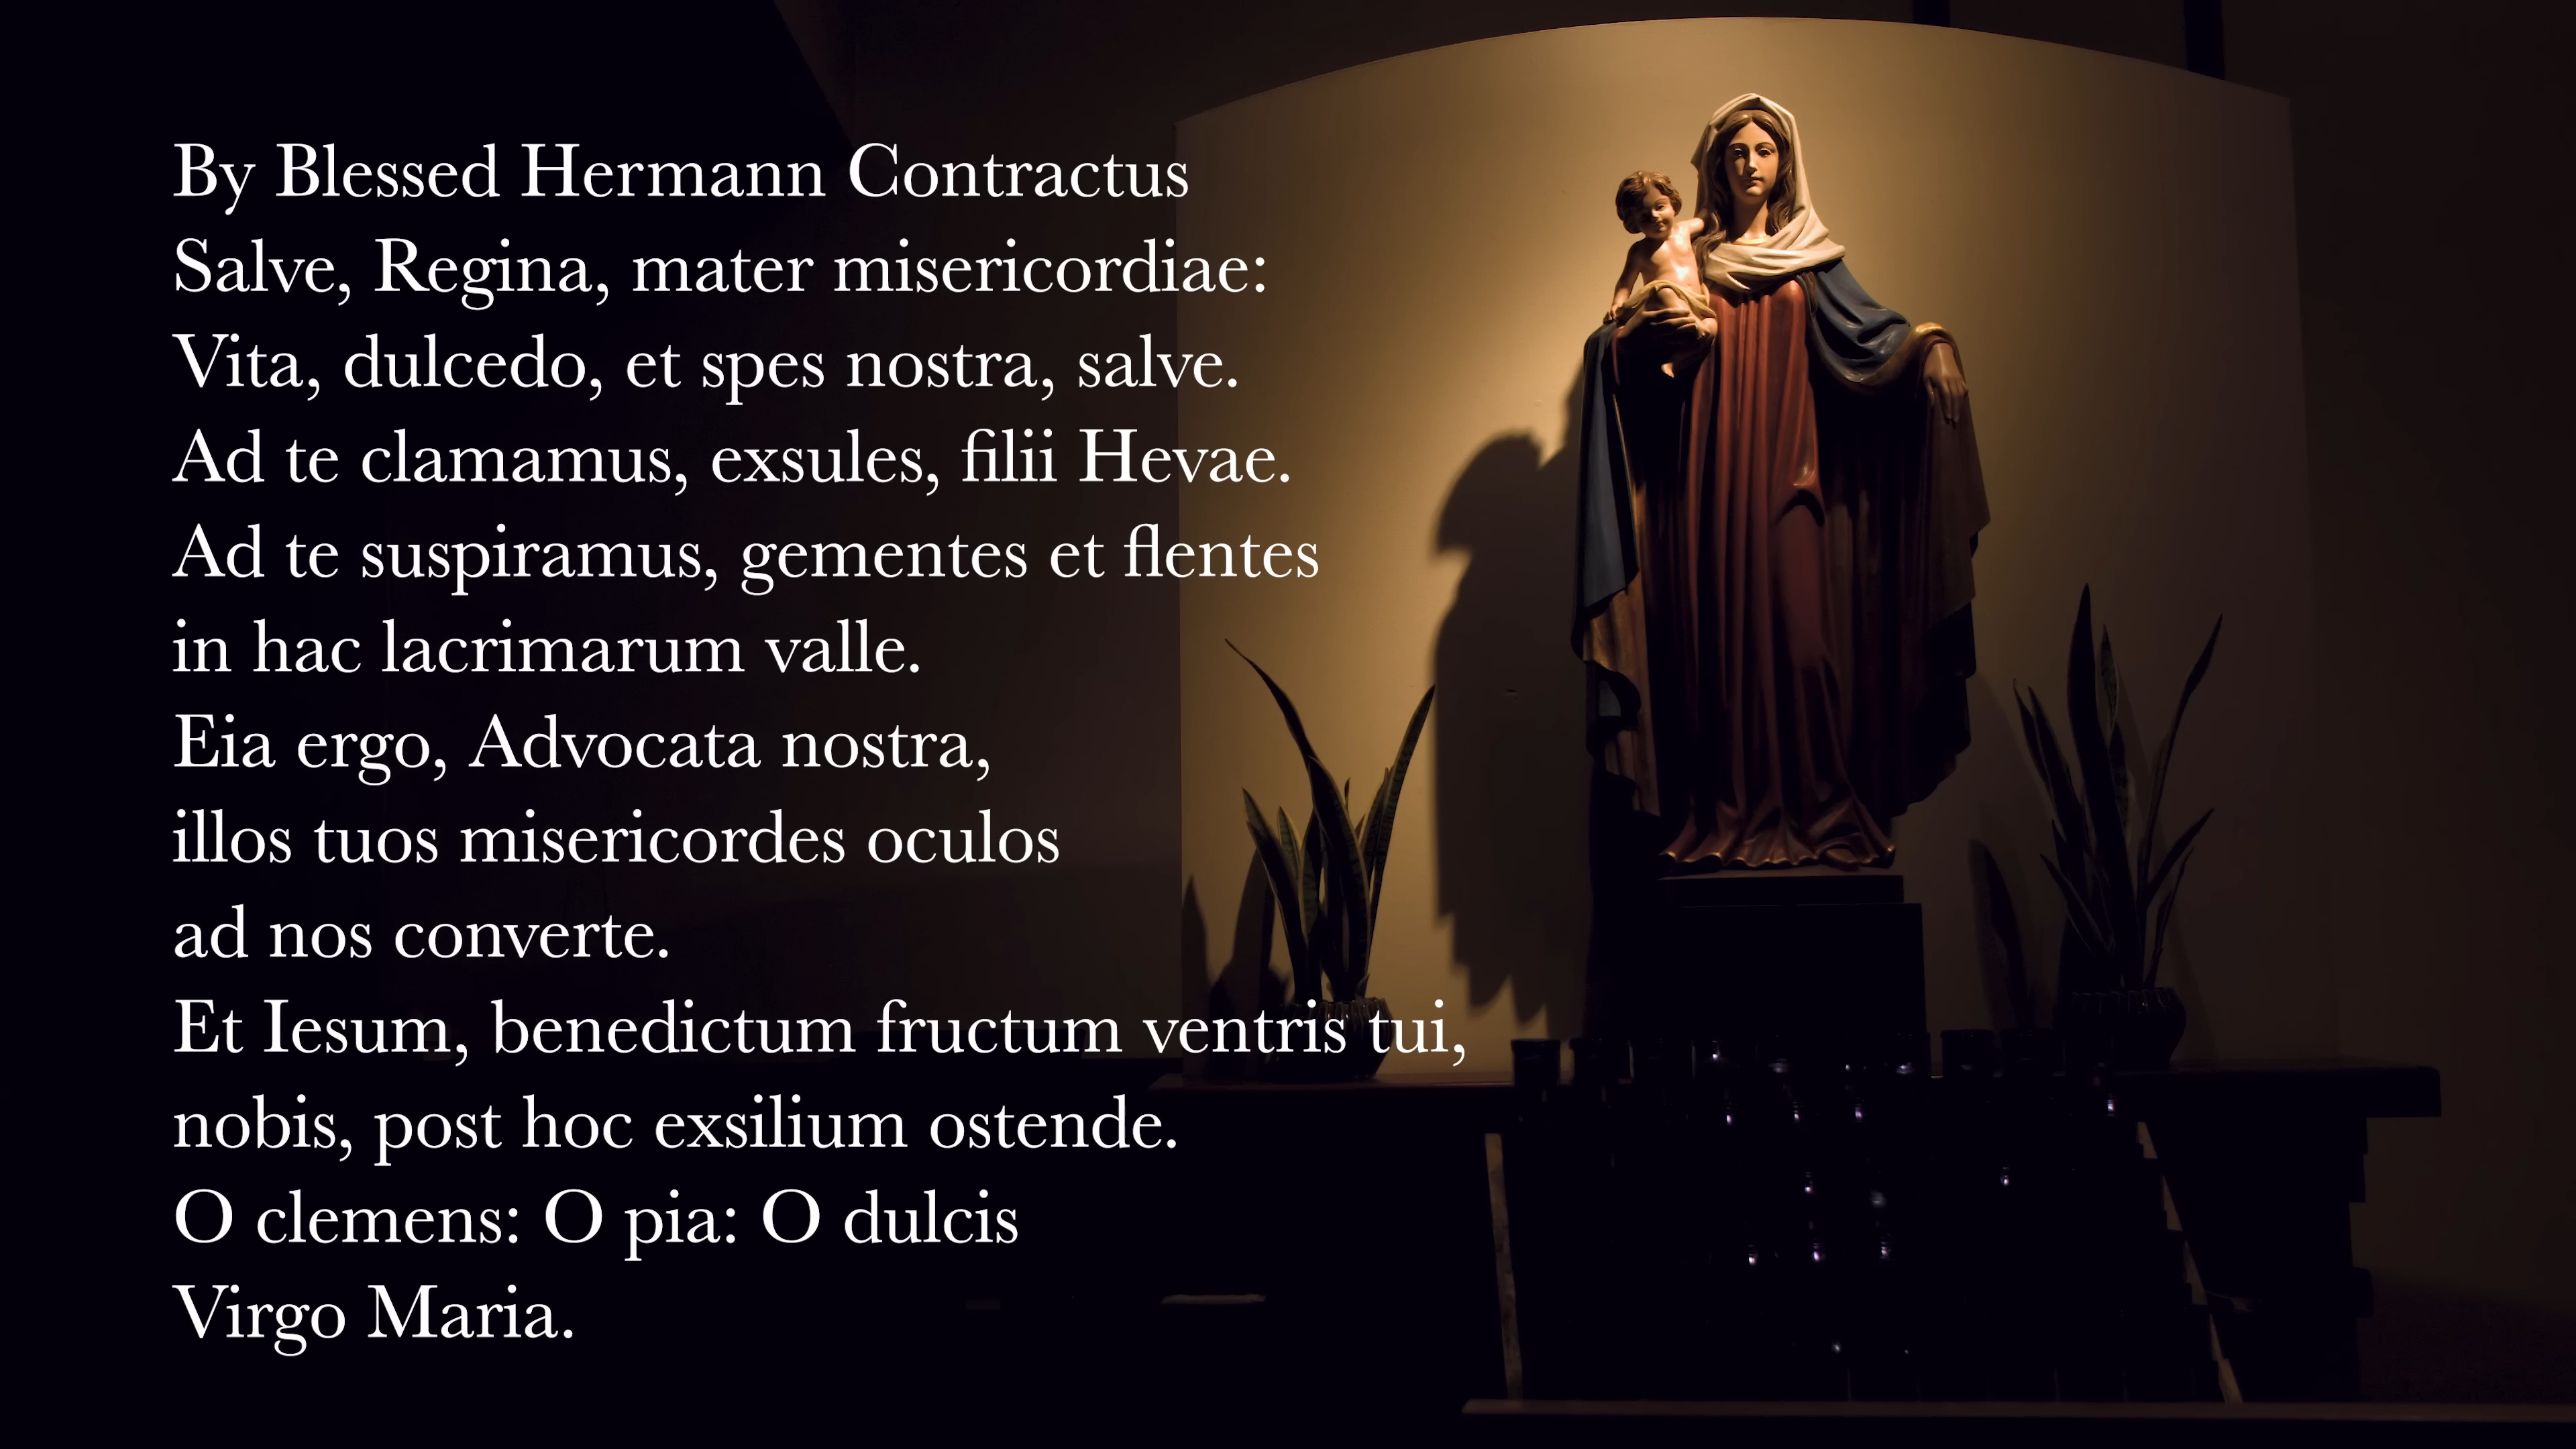 By Blessed Hermann Contractus
Salve, Regina, mater misericordiae:
Vita, dulcedo, et spes nostra, salve.
Ad te clamamus, exsules, filii Hevae.
Ad te suspiramus, gementes et flentes
in hac lacrimarum valle.
Eia ergo, Advocata nostra,
illos tuos misericordes oculos
ad nos converte.
Et Iesum, benedictum fructum ventris tui,
nobis, post hoc exsilium ostende.
O clemens: O pia: O dulcis
Virgo Maria.